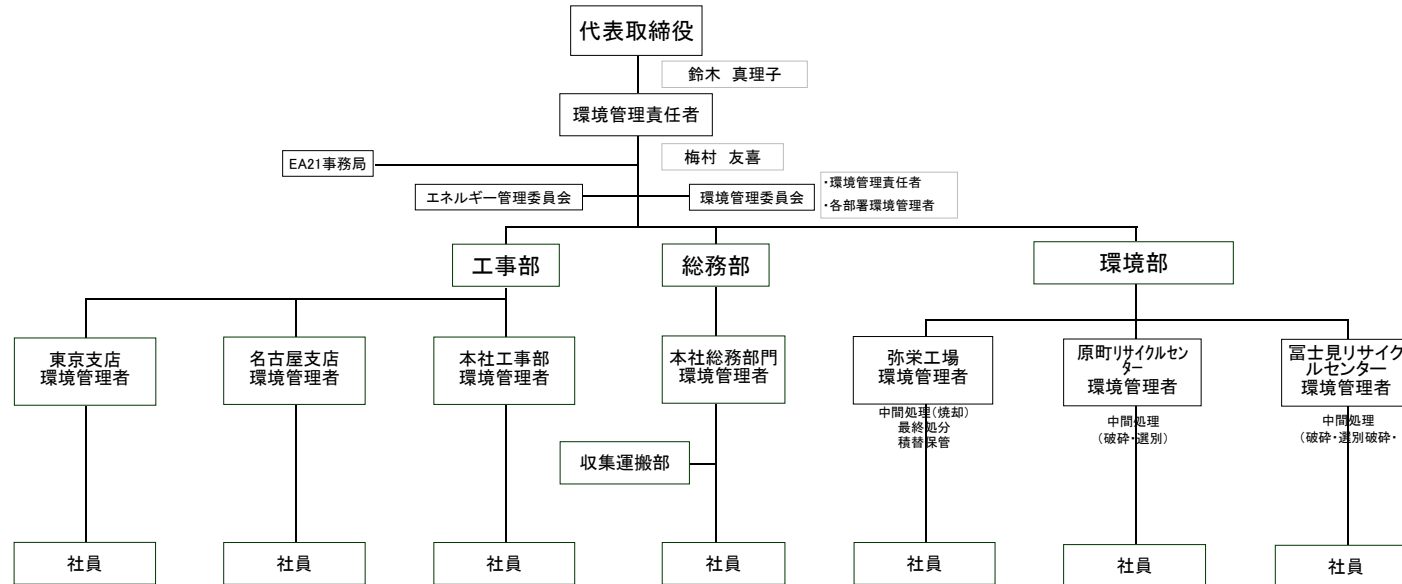 代表取締役
鈴木 真理子
環境管理責任者
梅村 友喜
EA21事務局
エネルギー管理委員会
環境管理委員会
・環境管理責任者
・各部署環境管理者
工事部
総務部
環境部
東京支店
環境管理者
名古屋支店
環境管理者
本社工事部
環境管理者
本社総務部門
環境管理者
弥栄工場
環境管理者
中間処理(焼却)
最終処分
積替保管
原町リサイクルセン
ター
環境管理者
中間処理
(破砕・選別)
冨士見リサイク
ルセンター
環境管理者
中間処理
(破砕・選別破砕・
収集運搬部
社員
社員
社員
社員
社員
社員
社員